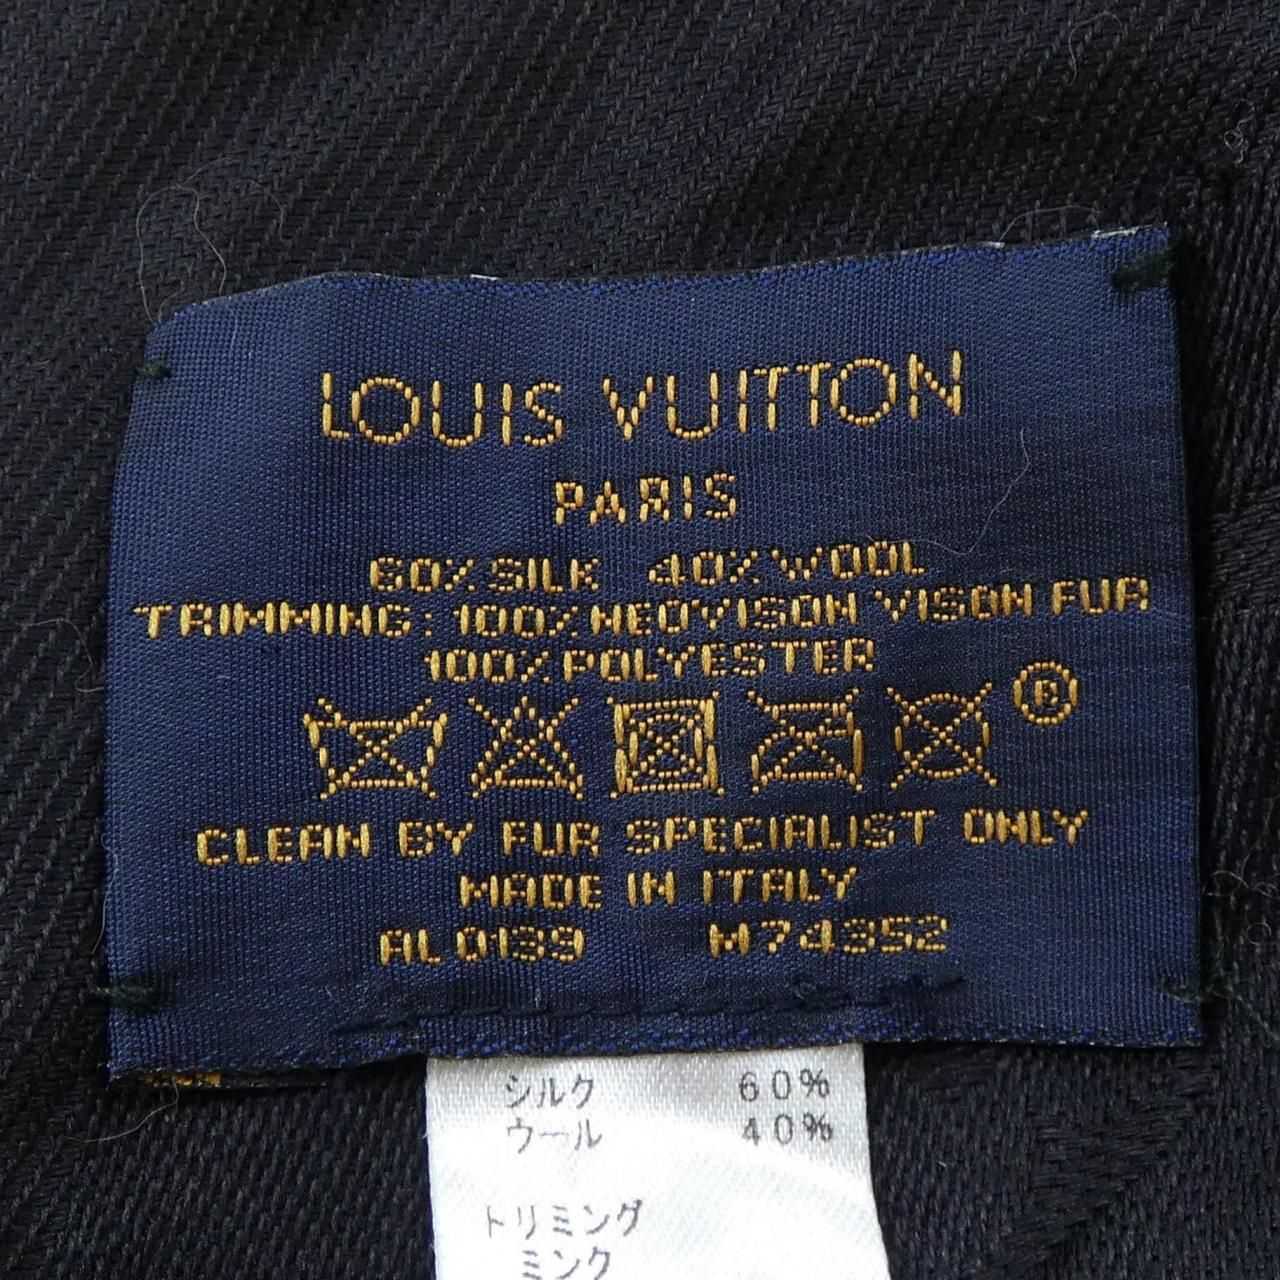 LOUIS VUITTON
PARIS
60% SILK 40% WOOL
TRIMMING: 100% NEOVISON VISON FUR
100% POLYESTER
®
CLEAN BY FUR SPECIALIST ONLY
MADE IN ITALY
AL0139 M74352
シルク 60%
ウール 40%
トリミング
ミンク